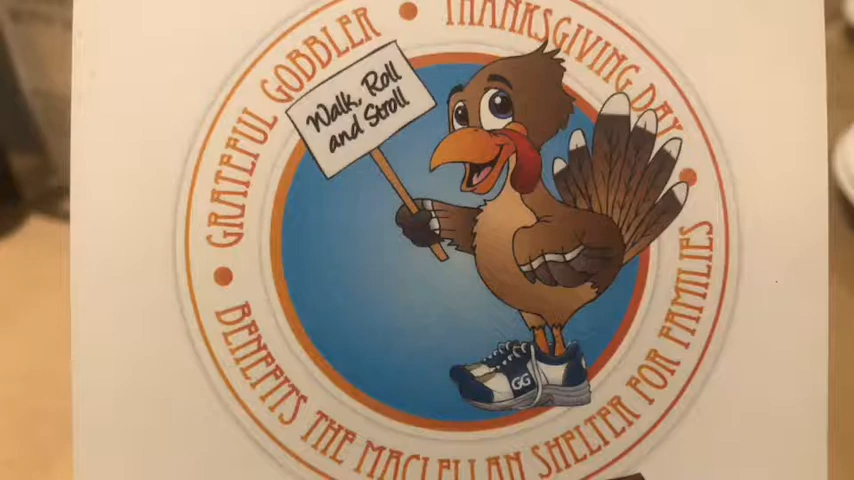 GRATEFUL GOBBLER • THANKSGIVING DAY •
Walk, Roll
and Stroll
BENEFITS THE MACLELLAN SHELTER FOR FAMILIES
GG